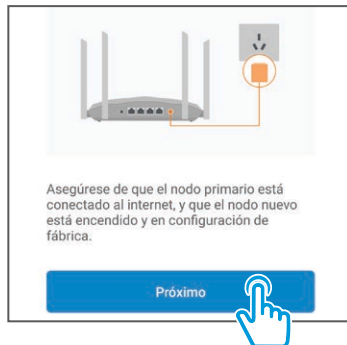 Asegúrese de que el nodo primario está
conectado al internet, y que el nodo nuevo
está encendido y en configuración de
fábrica.
Próximo